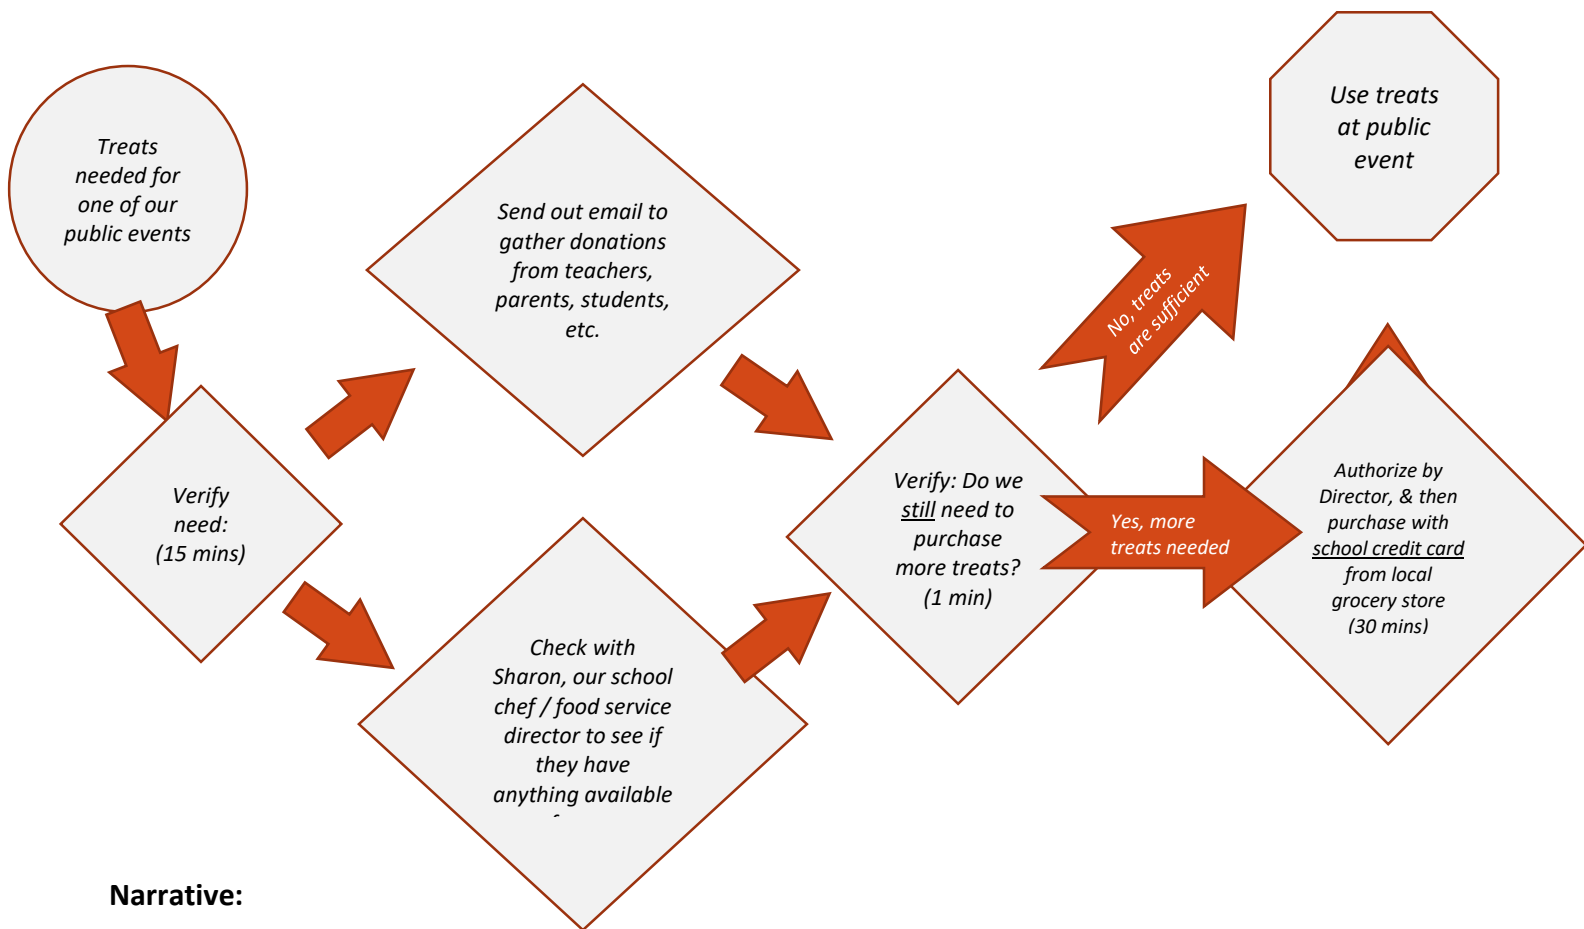 Treats
needed for
one of our
public events
Verify
need:
(15 mins)
Send out email to
gather donations
from teachers,
parents, students,
etc.
Check with
Sharon, our school
chef / food service
director to see if
they have
anything available
Verify: Do we
still need to
purchase
more treats?
(1 min)
No, treats
are sufficient
Yes, more
treats needed
Use treats
at public
event
Authorize by
Director, & then
purchase with
school credit card
from local
grocery store
(30 mins)
Narrative: